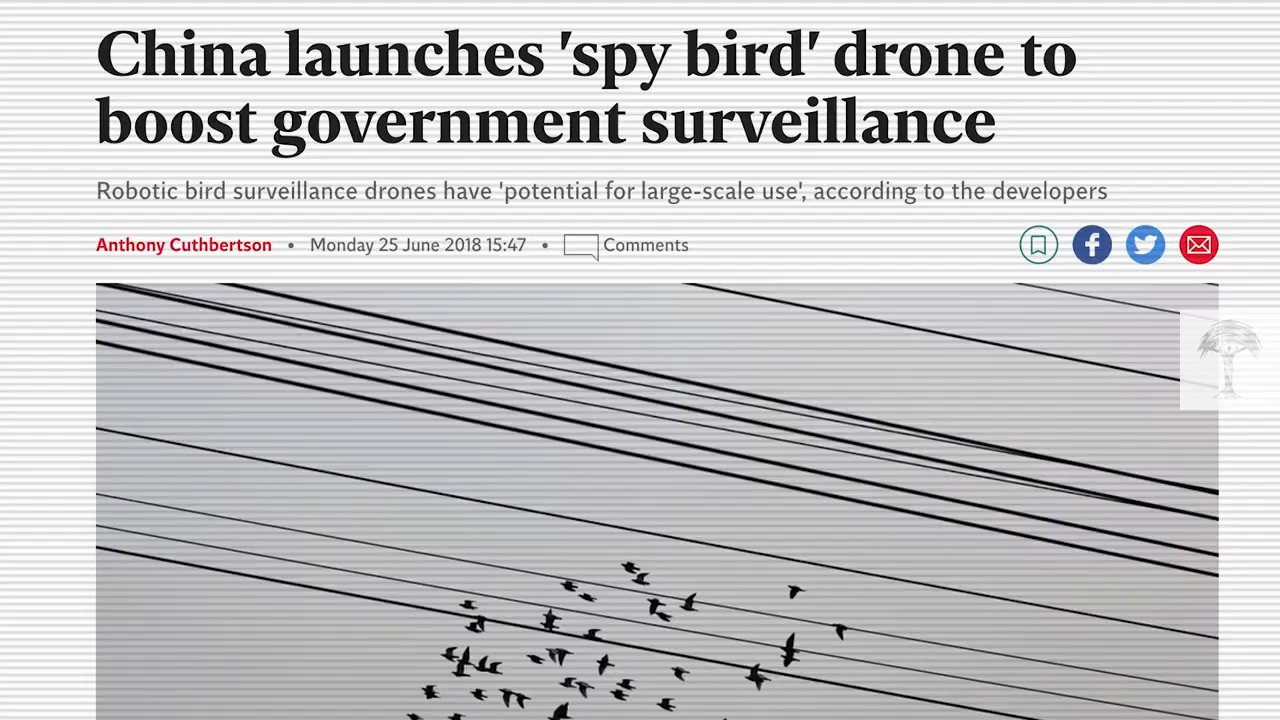 China launches 'spy bird' drone to
boost government surveillance
Robotic bird surveillance drones have 'potential for large-scale use', according to the developers
Anthony Cuthbertson • Monday 25 June 2018 15:47 • Comments